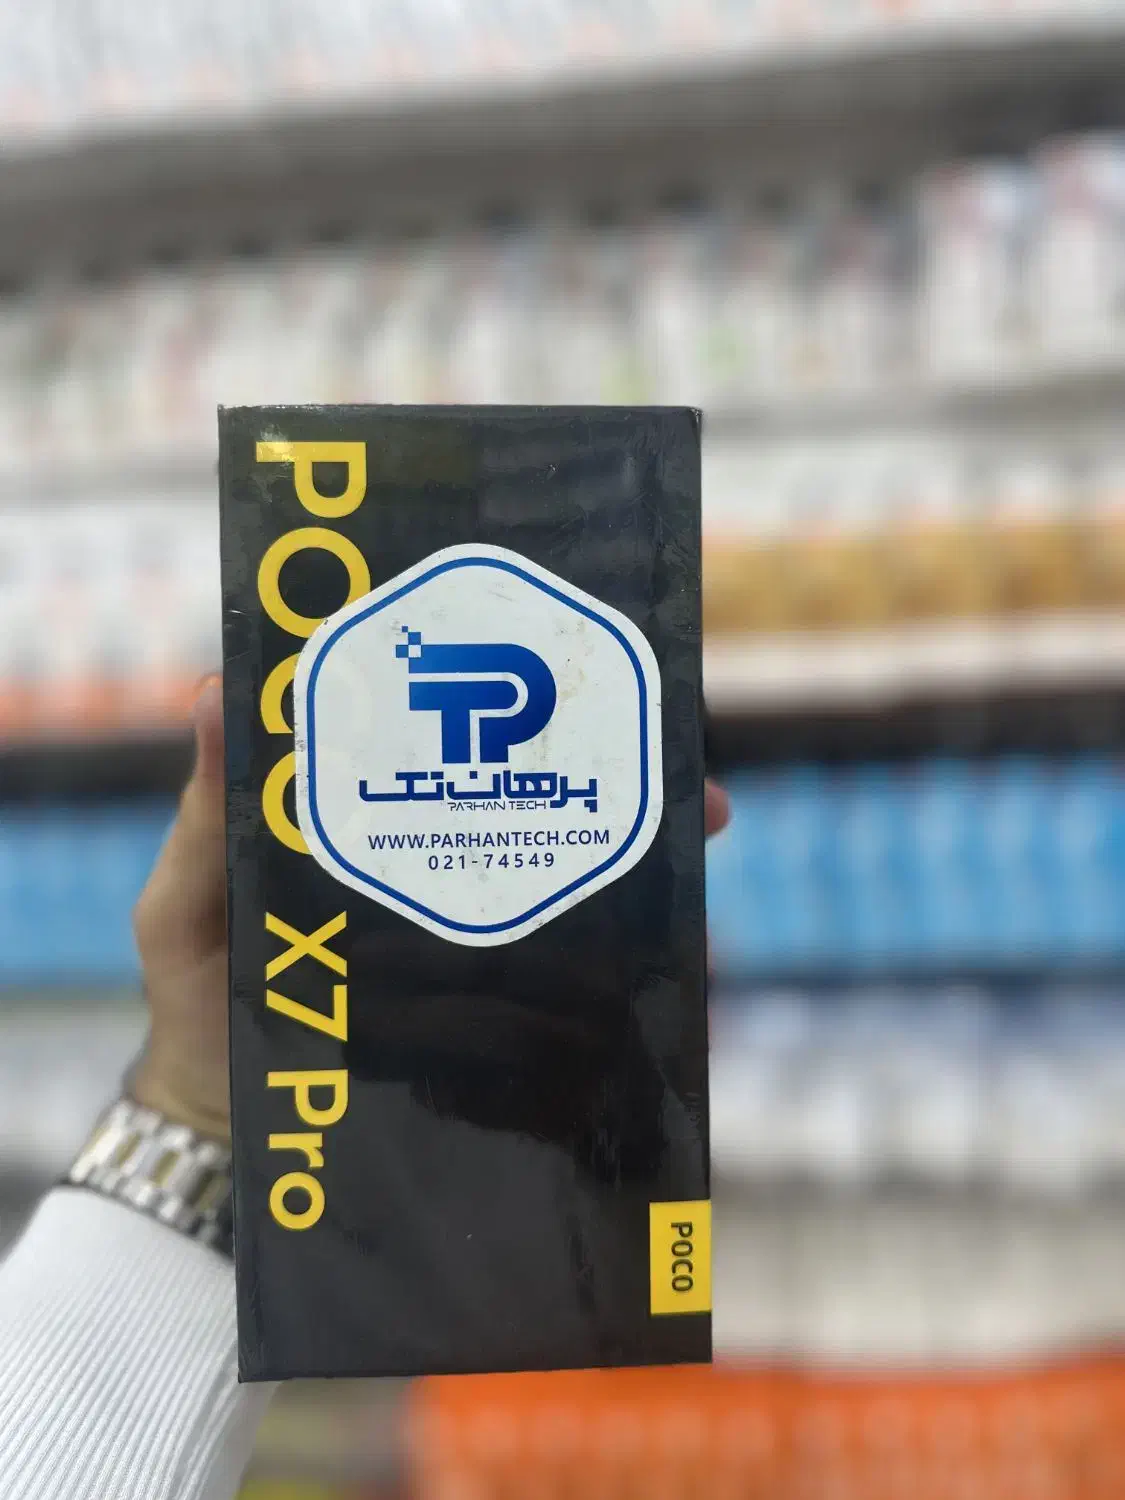 POCO X7 Pro
پرهان تک
PARHAN TECH
WWW.PARHANTECH.COM
021-74549
POCO